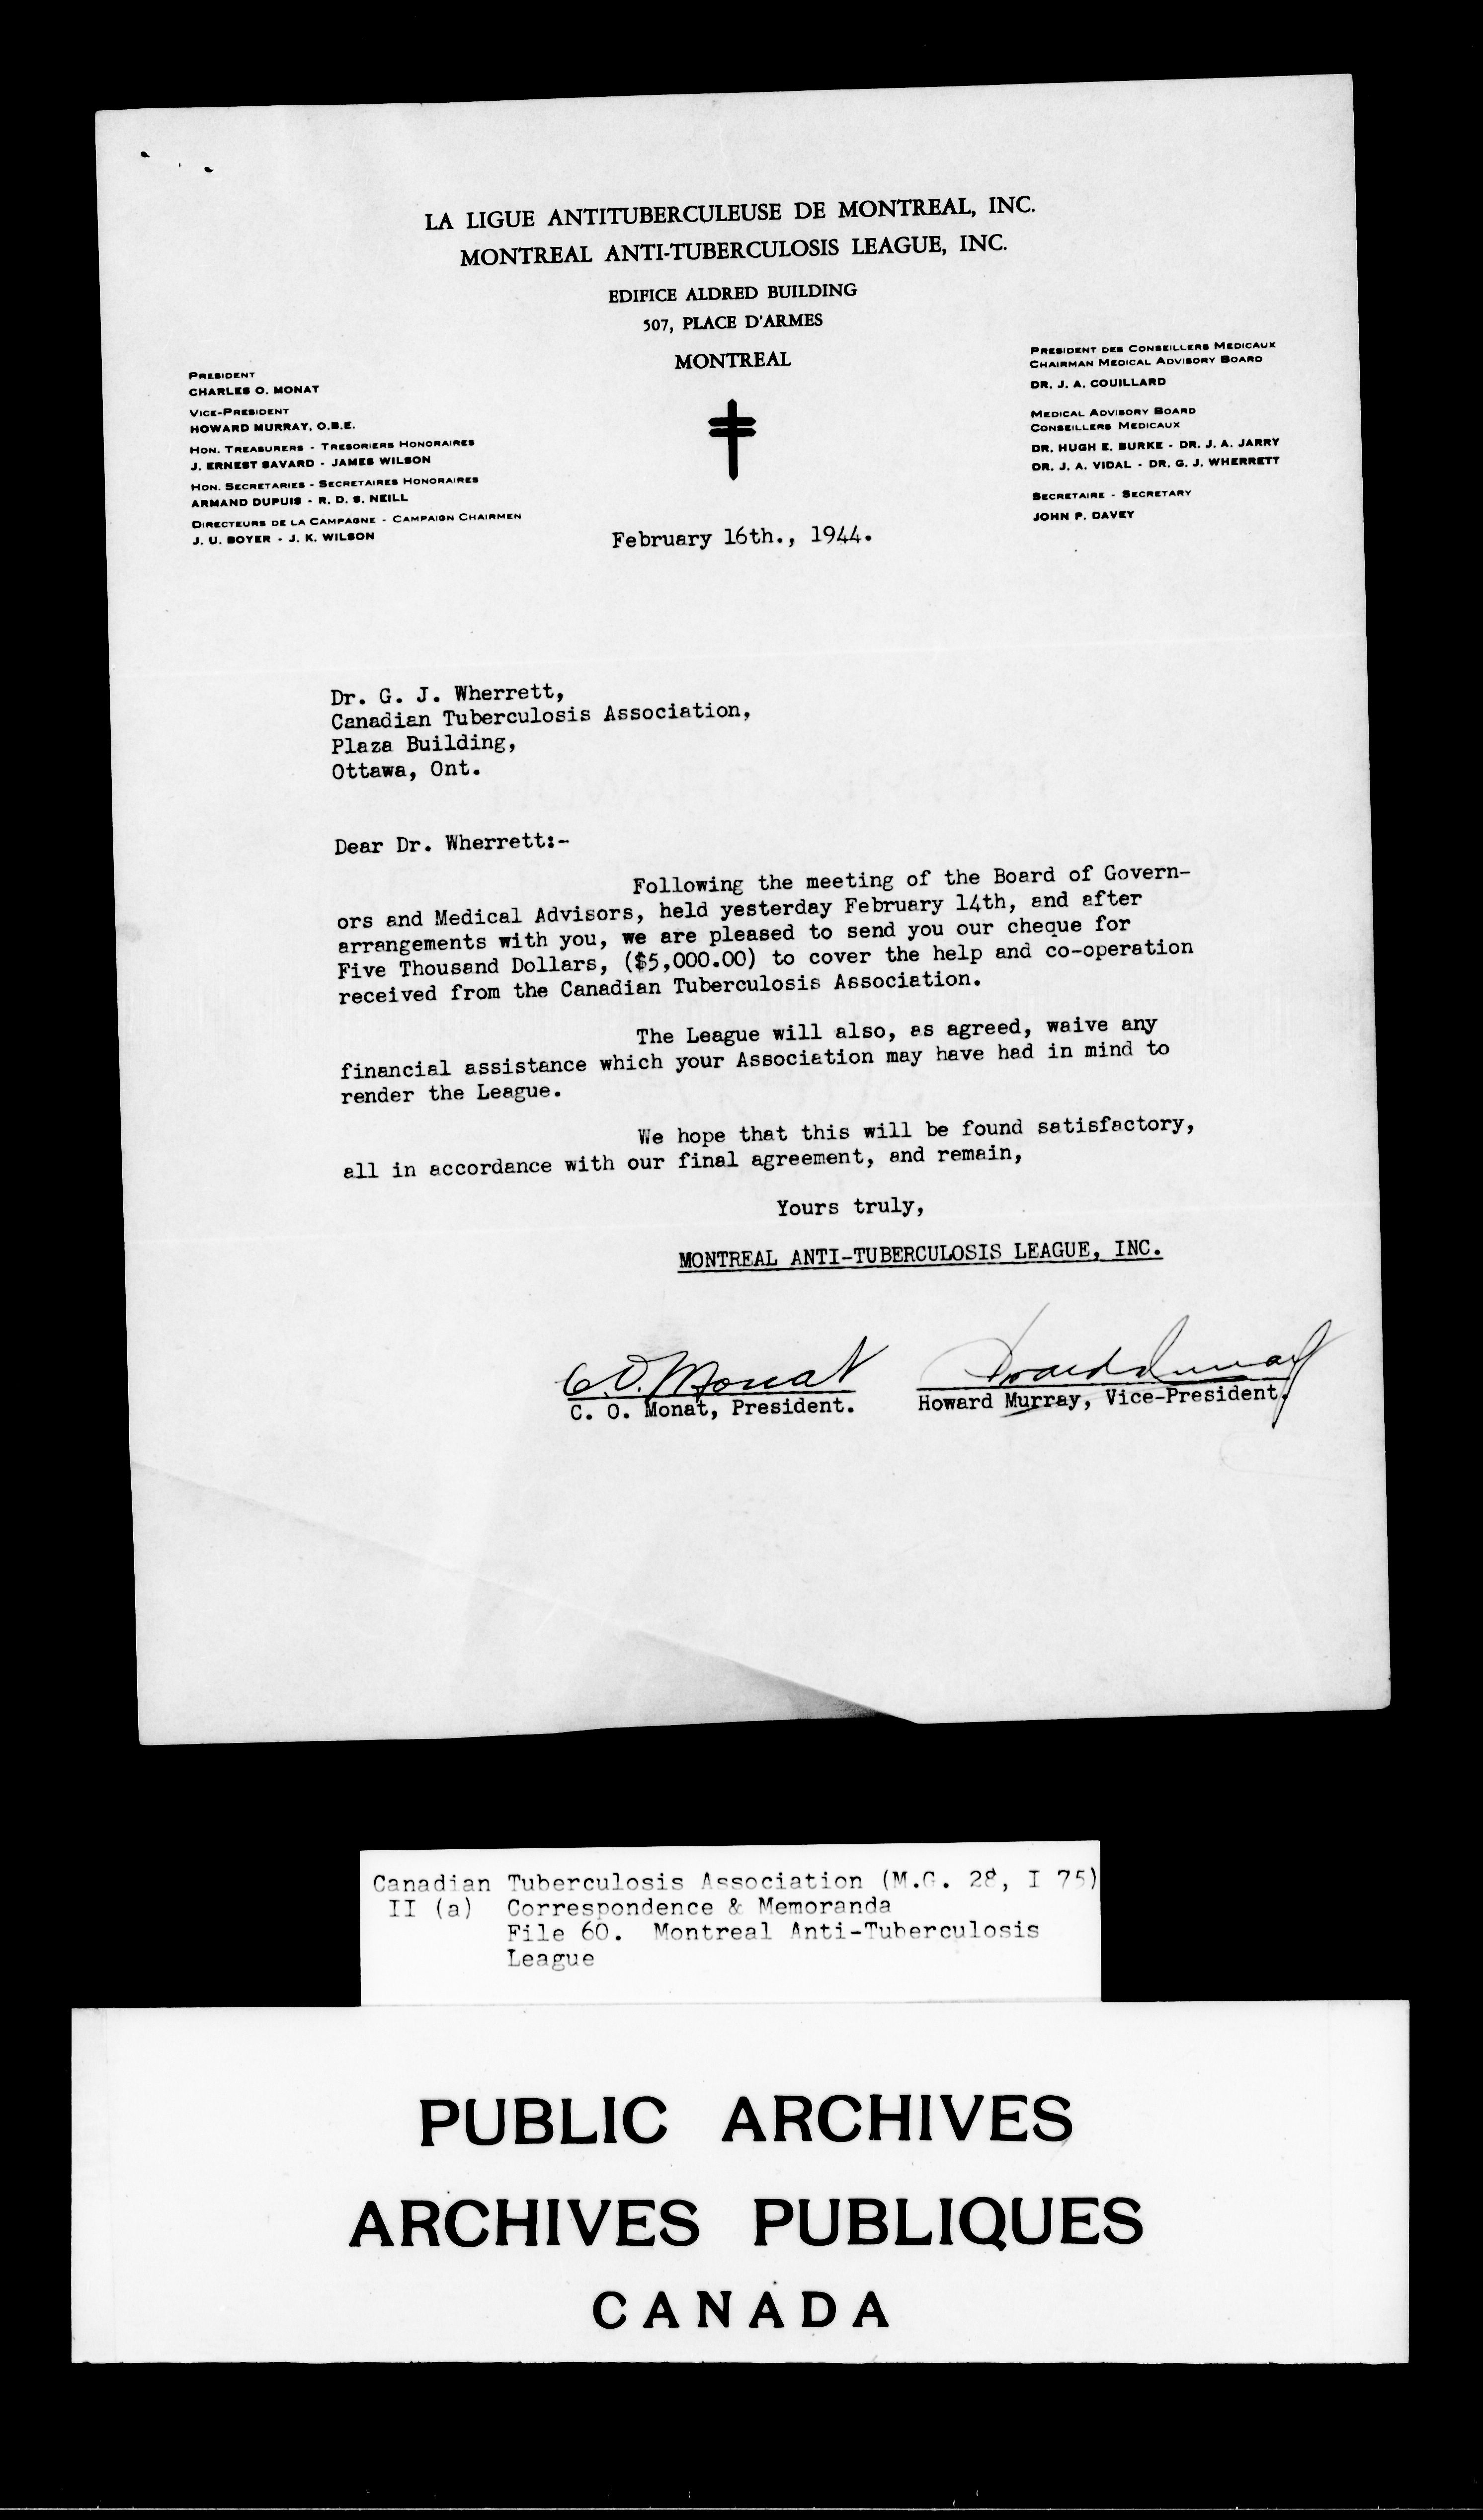 LA LIGUE ANTITUBERCULEUSE DE MONTREAL, INC.
MONTREAL ANTI-TUBERCULOSIS LEAGUE, INC.
EDIFICE ALDRED BUILDING
507, PLACE D'ARMES
MONTREAL
PRESIDENT
CHARLES O. MONAT
VICE-PRESIDENT
HOWARD MURRAY, O.B.E.
HON. TREASURERS - TRESORIERS HONORAIRES
J. ERNEST SAVARD - JAMES WILSON
HON. SECRETARIES - SECRETAIRES HONORAIRES
ARMAND DUPUIS - R. D. S. NEILL
DIRECTEURS DE LA CAMPAGNE - CAMPAIGN CHAIRMEN
J. U. BOYER - J. K. WILSON
PRESIDENT DES CONSEILLERS MEDICAUX
CHAIRMAN MEDICAL ADVISORY BOARD
DR. J. A. COUILLARD
MEDICAL ADVISORY BOARD
CONSEILLERS MEDICAUX
DR. HUGH E. BURKE - DR. J. A. JARRY
DR. J. A. VIDAL - DR. G. J. WHERRETT
SECRETAIRE - SECRETARY
JOHN P. DAVEY
February 16th., 1944.
Dr. G. J. Wherrett,
Canadian Tuberculosis Association,
Plaza Building,
Ottawa, Ont.
Dear Dr. Wherrett:-
Following the meeting of the Board of Govern-
ors and Medical Advisors, held yesterday February 14th, and after
arrangements with you, we are pleased to send you our cheque for
Five Thousand Dollars, ($5,000.00) to cover the help and co-operation
received from the Canadian Tuberculosis Association.
The League will also, as agreed, waive any
financial assistance which your Association may have had in mind to
render the League.
We hope that this will be found satisfactory,
all in accordance with our final agreement, and remain,
Yours truly,
MONTREAL ANTI-TUBERCULOSIS LEAGUE, INC.
C.O. Monat Howard Murray
C. O. Monat, President. Howard Murray, Vice-President.
Canadian Tuberculosis Association (M.G. 28, I 75)
II (a) Correspondence & Memoranda
File 60. Montreal Anti-Tuberculosis
League
PUBLIC ARCHIVES
ARCHIVES PUBLIQUES
CANADA